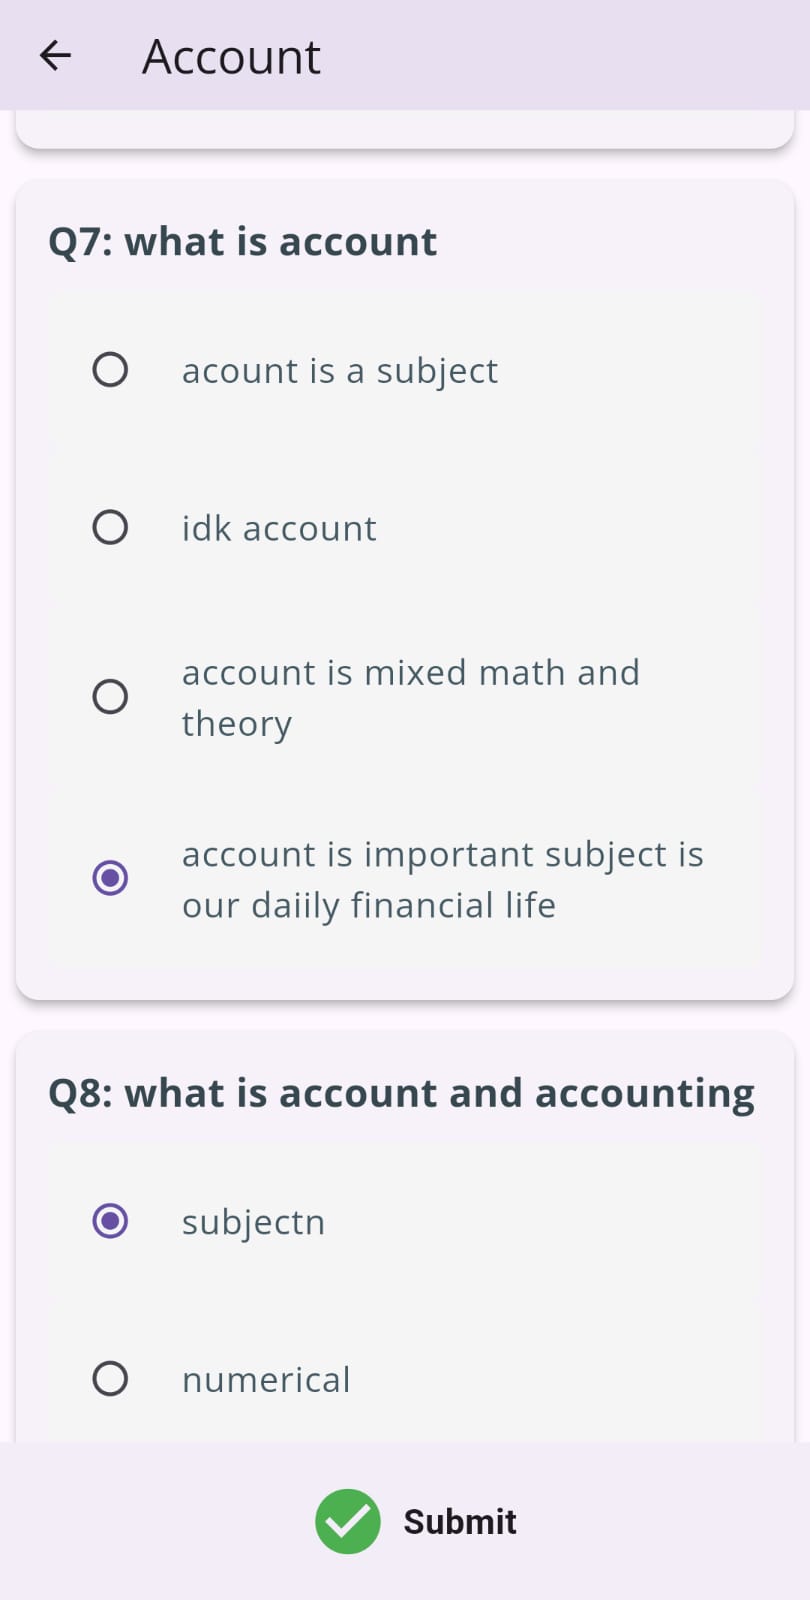 Account
Q7: what is account
acount is a subject
idk account
account is mixed math and
theory
account is important subject is
our daiily financial life
Q8: what is account and accounting
subjectn
numerical
Submit